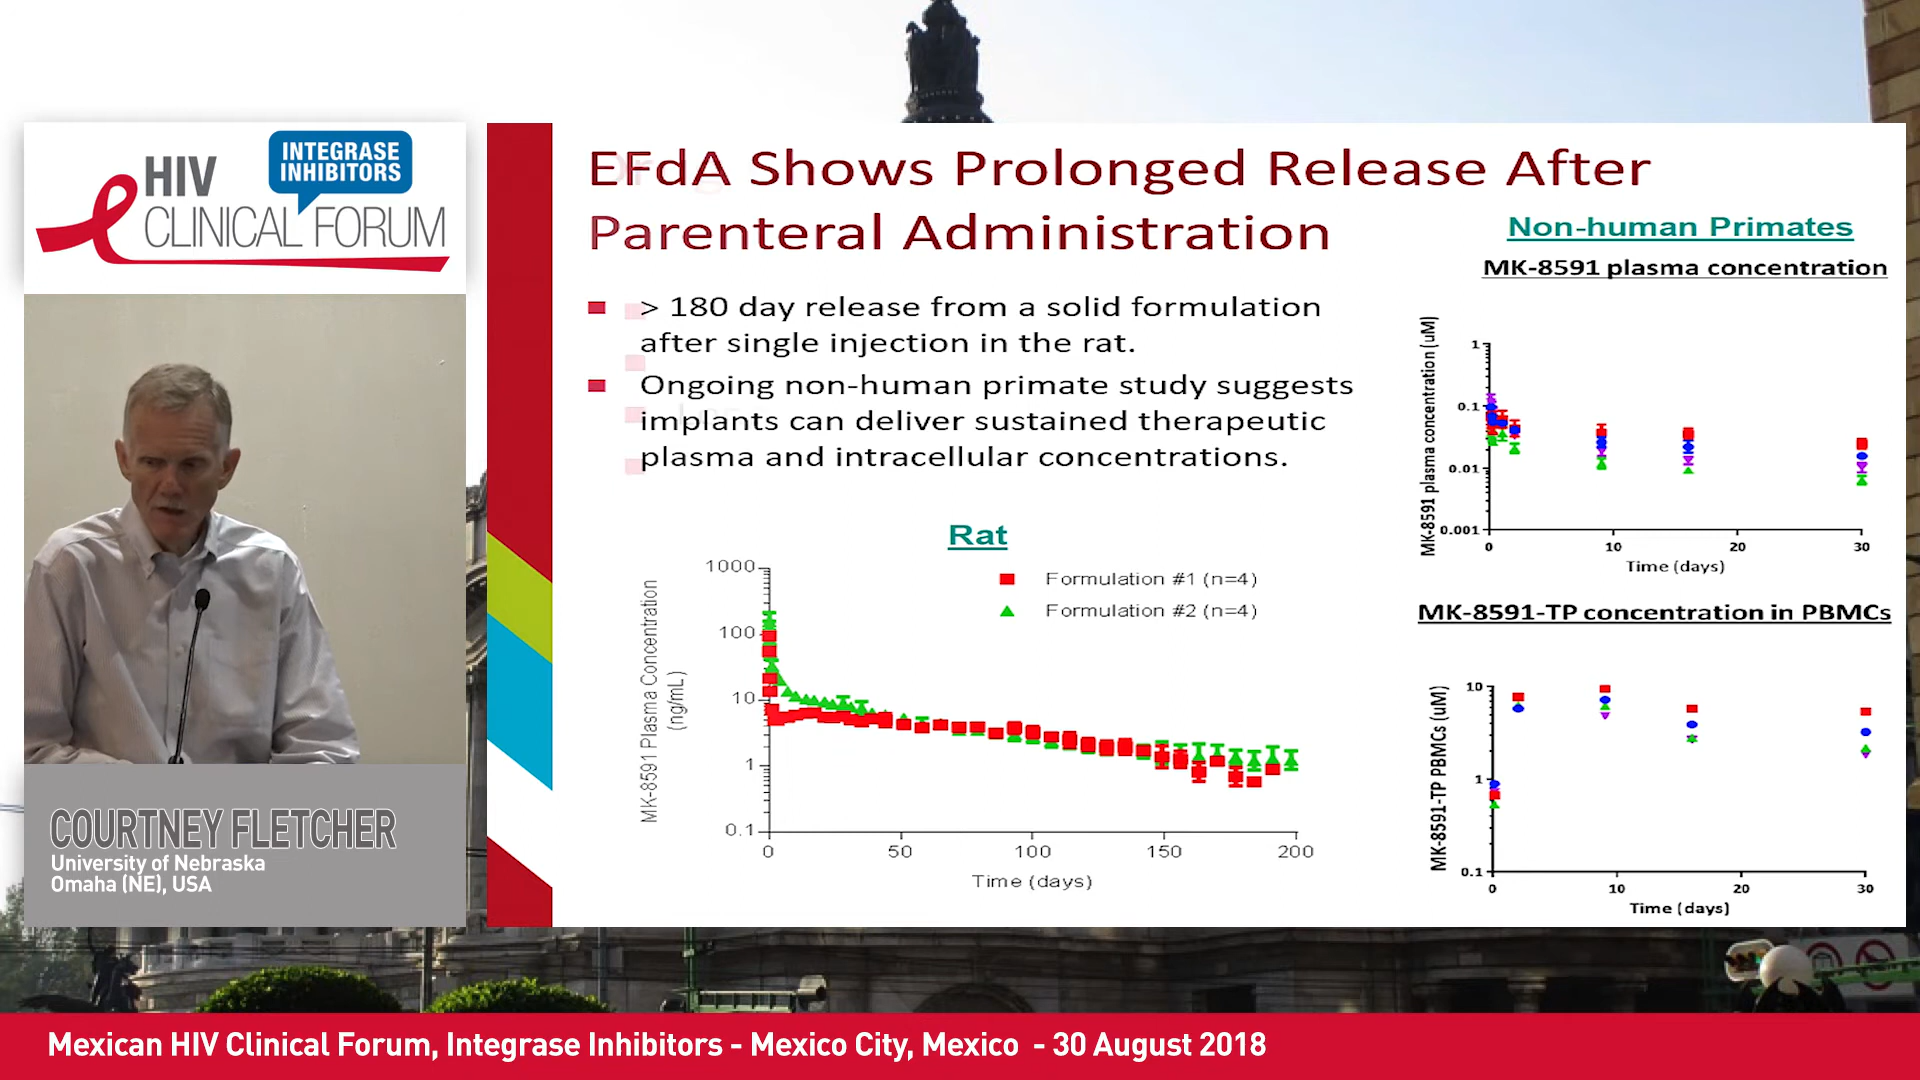 HIV
INTEGRASE
INHIBITORS
CLINICAL FORUM
COURTNEY FLETCHER
University of Nebraska
Omaha (NE), USA
EFdA Shows Prolonged Release After
Parenteral Administration
> 180 day release from a solid formulation
after single injection in the rat.
Ongoing non-human primate study suggests
implants can deliver sustained therapeutic
plasma and intracellular concentrations.
Rat
MK-8591 Plasma Concentration
(ng/mL)
1000
100
10
1
0.1
0 50 100 150 200
Time (days)
Formulation #1 (n=4)
Formulation #2 (n=4)
Non-human Primates
MK-8591 plasma concentration
MK-8591 plasma concentration (uM)
1
0.1
0.01
0.001
0 10 20 30
Time (days)
MK-8591-TP concentration in PBMCs
MK-8591-TP PBMCs (uM)
10
1
0.1
0 10 20 30
Time (days)
Mexican HIV Clinical Forum, Integrase Inhibitors - Mexico City, Mexico - 30 August 2018